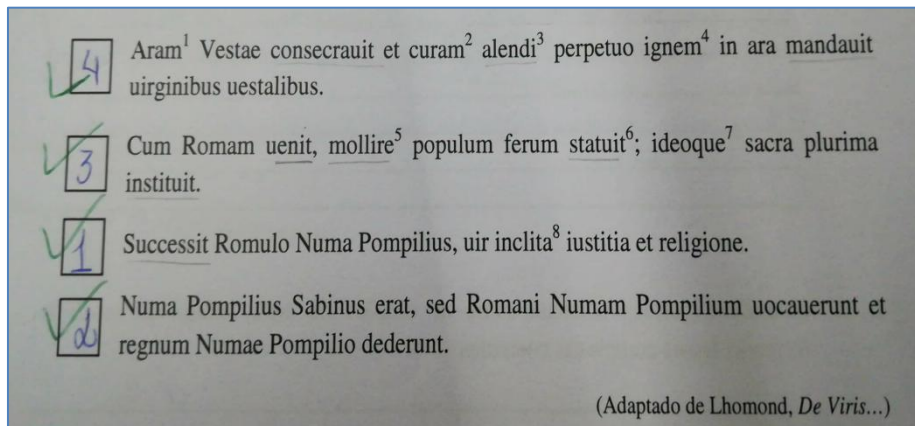 4 Aram¹ Vestae consecrauit et curam² alendi³ perpetuo ignem⁴ in ara mandauit
uirginibus uestalibus.
3 Cum Romam uenit, mollire⁵ populum ferum statuit⁶; ideoque⁷ sacra plurima
instituit.
1 Successit Romulo Numa Pompilius, uir inclita⁸ iustitia et religione.
2 Numa Pompilius Sabinus erat, sed Romani Numam Pompilium uocauerunt et
regnum Numae Pompilio dederunt.
(Adaptado de Lhomond, De Viris...)